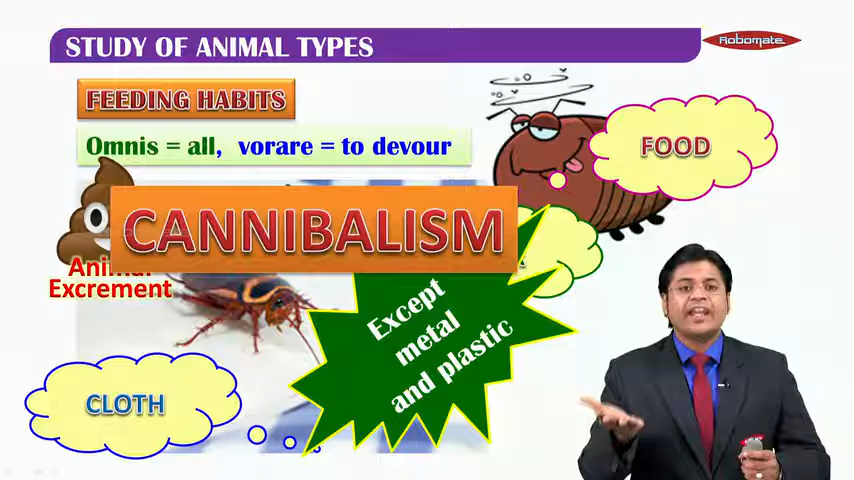 STUDY OF ANIMAL TYPES
Robomate
FEEDING HABITS
Omnis = all, vorare = to devour
FOOD
CANNIBALISM
Animal
Excrement
Except
metal
and plastic
CLOTH